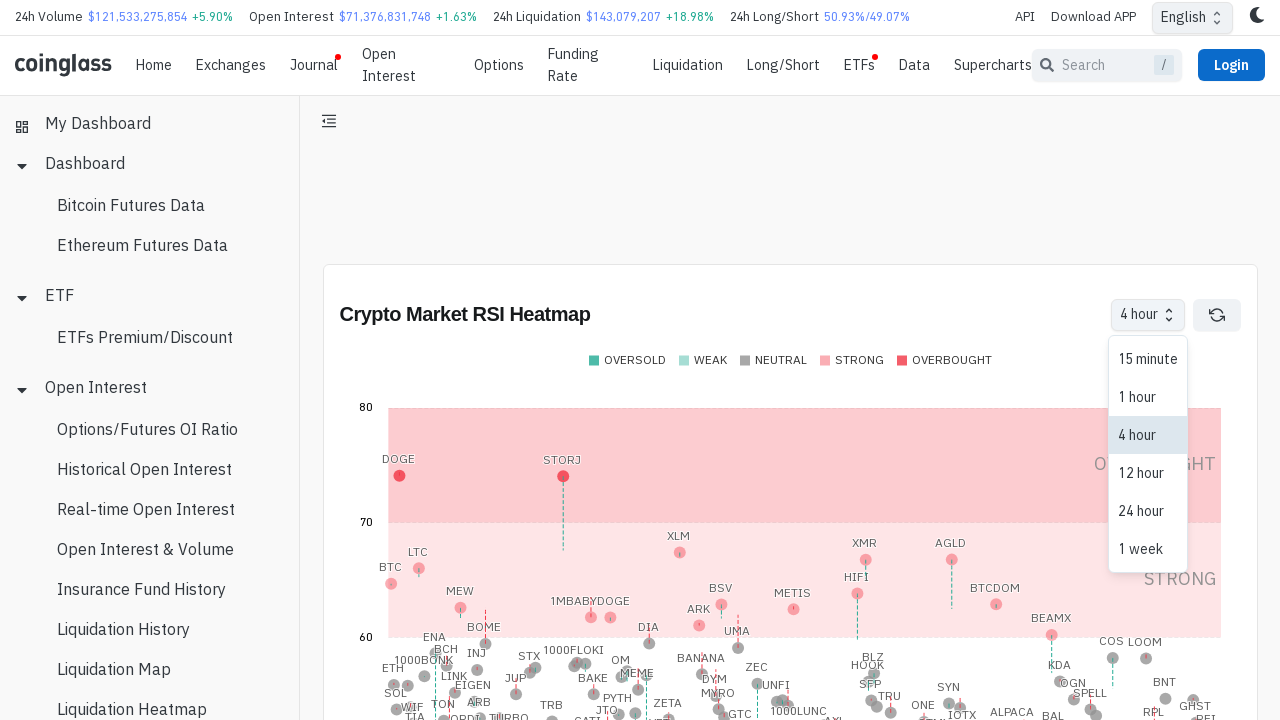 24h Volume $121,533,275,854 +5.90% Open Interest $71,376,831,748 +1.63% 24h Liquidation $143,079,207 +18.98% 24h Long/Short 50.93%/49.07% API Download APP English
coinglass Home Exchanges Journal Open Interest Options Funding Rate Liquidation Long/Short ETFs Data Supercharts Search / Login
My Dashboard
Dashboard
Bitcoin Futures Data
Ethereum Futures Data
ETF
ETFs Premium/Discount
Open Interest
Options/Futures OI Ratio
Historical Open Interest
Real-time Open Interest
Open Interest & Volume
Insurance Fund History
Liquidation History
Liquidation Map
Liquidation Heatmap
Crypto Market RSI Heatmap
4 hour
15 minute
1 hour
4 hour
12 hour
24 hour
1 week
OVERSOLD WEAK NEUTRAL STRONG OVERBOUGHT
80
DOGE STORJ
70
XLM XMR AGLD
STRONG
LTC
BTC HIFI
MEW 1MBABYDOGE BSV METIS BTCDOM
ARK BEAMX
60
BOME DIA UMA
ENA COS LOOM
BCH 1000FLOKI
1000BONK INJ STX OM BANANA BLZ
ETH HOOK ZEC KDA
LINK JUP BAKE MEME DYM
SOL EIGEN MYRO UNFI SFP SYN OGN BNT
WIF TON ARB TRB PYTH ZETA TRU SPELL GHST
TIA JTO GTC 1000LUNC ONE IOTX ALPACA BAL